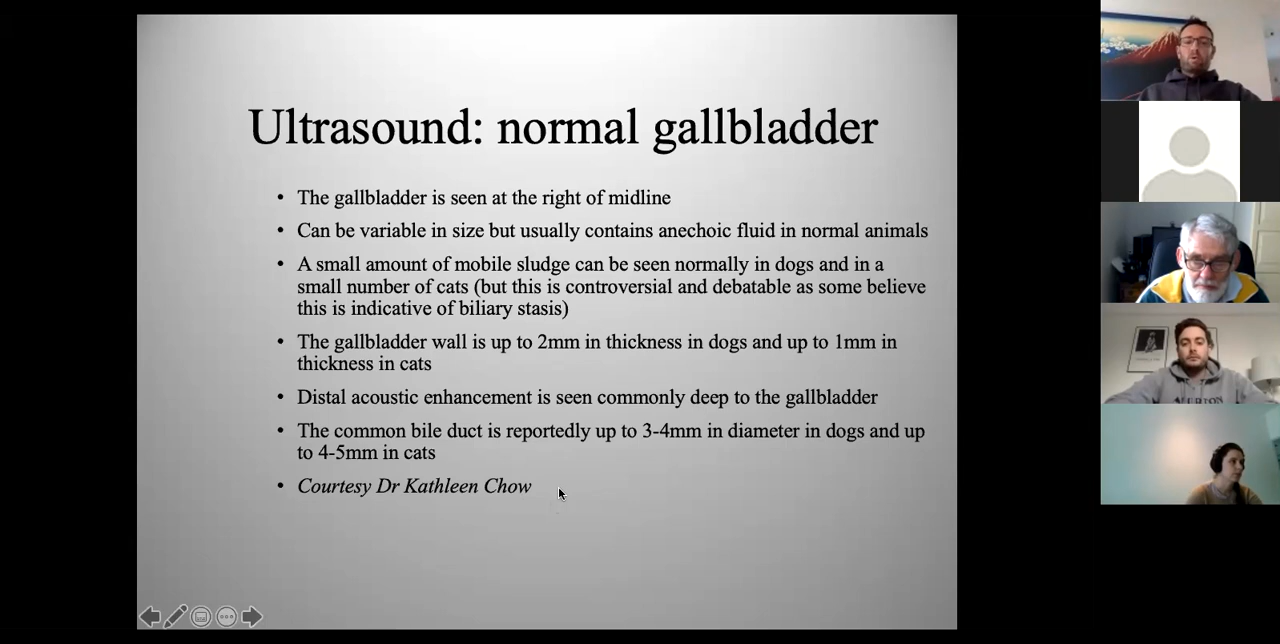 Ultrasound: normal gallbladder
• The gallbladder is seen at the right of midline
• Can be variable in size but usually contains anechoic fluid in normal animals
• A small amount of mobile sludge can be seen normally in dogs and in a
small number of cats (but this is controversial and debatable as some believe
this is indicative of biliary stasis)
• The gallbladder wall is up to 2mm in thickness in dogs and up to 1mm in
thickness in cats
• Distal acoustic enhancement is seen commonly deep to the gallbladder
• The common bile duct is reportedly up to 3-4mm in diameter in dogs and up
to 4-5mm in cats
• Courtesy Dr Kathleen Chow